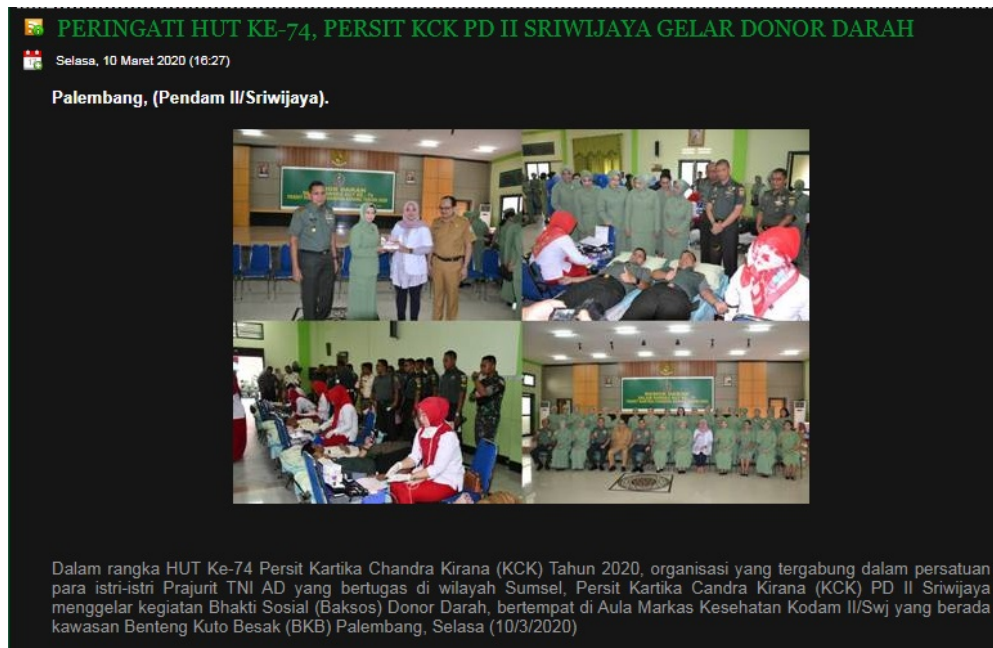 PERINGATI HUT KE-74, PERSIT KCK PD II SRIWIJAYA GELAR DONOR DARAH
Selasa, 10 Maret 2020 (16:27)
Palembang, (Pendam II/Sriwijaya).
Dalam rangka HUT Ke-74 Persit Kartika Chandra Kirana (KCK) Tahun 2020, organisasi yang tergabung dalam persatuan
para istri-istri Prajurit TNI AD yang bertugas di wilayah Sumsel, Persit Kartika Candra Kirana (KCK) PD II Sriwijaya
menggelar kegiatan Bhakti Sosial (Baksos) Donor Darah, bertempat di Aula Markas Kesehatan Kodam II/Swj yang berada
kawasan Benteng Kuto Besak (BKB) Palembang, Selasa (10/3/2020)